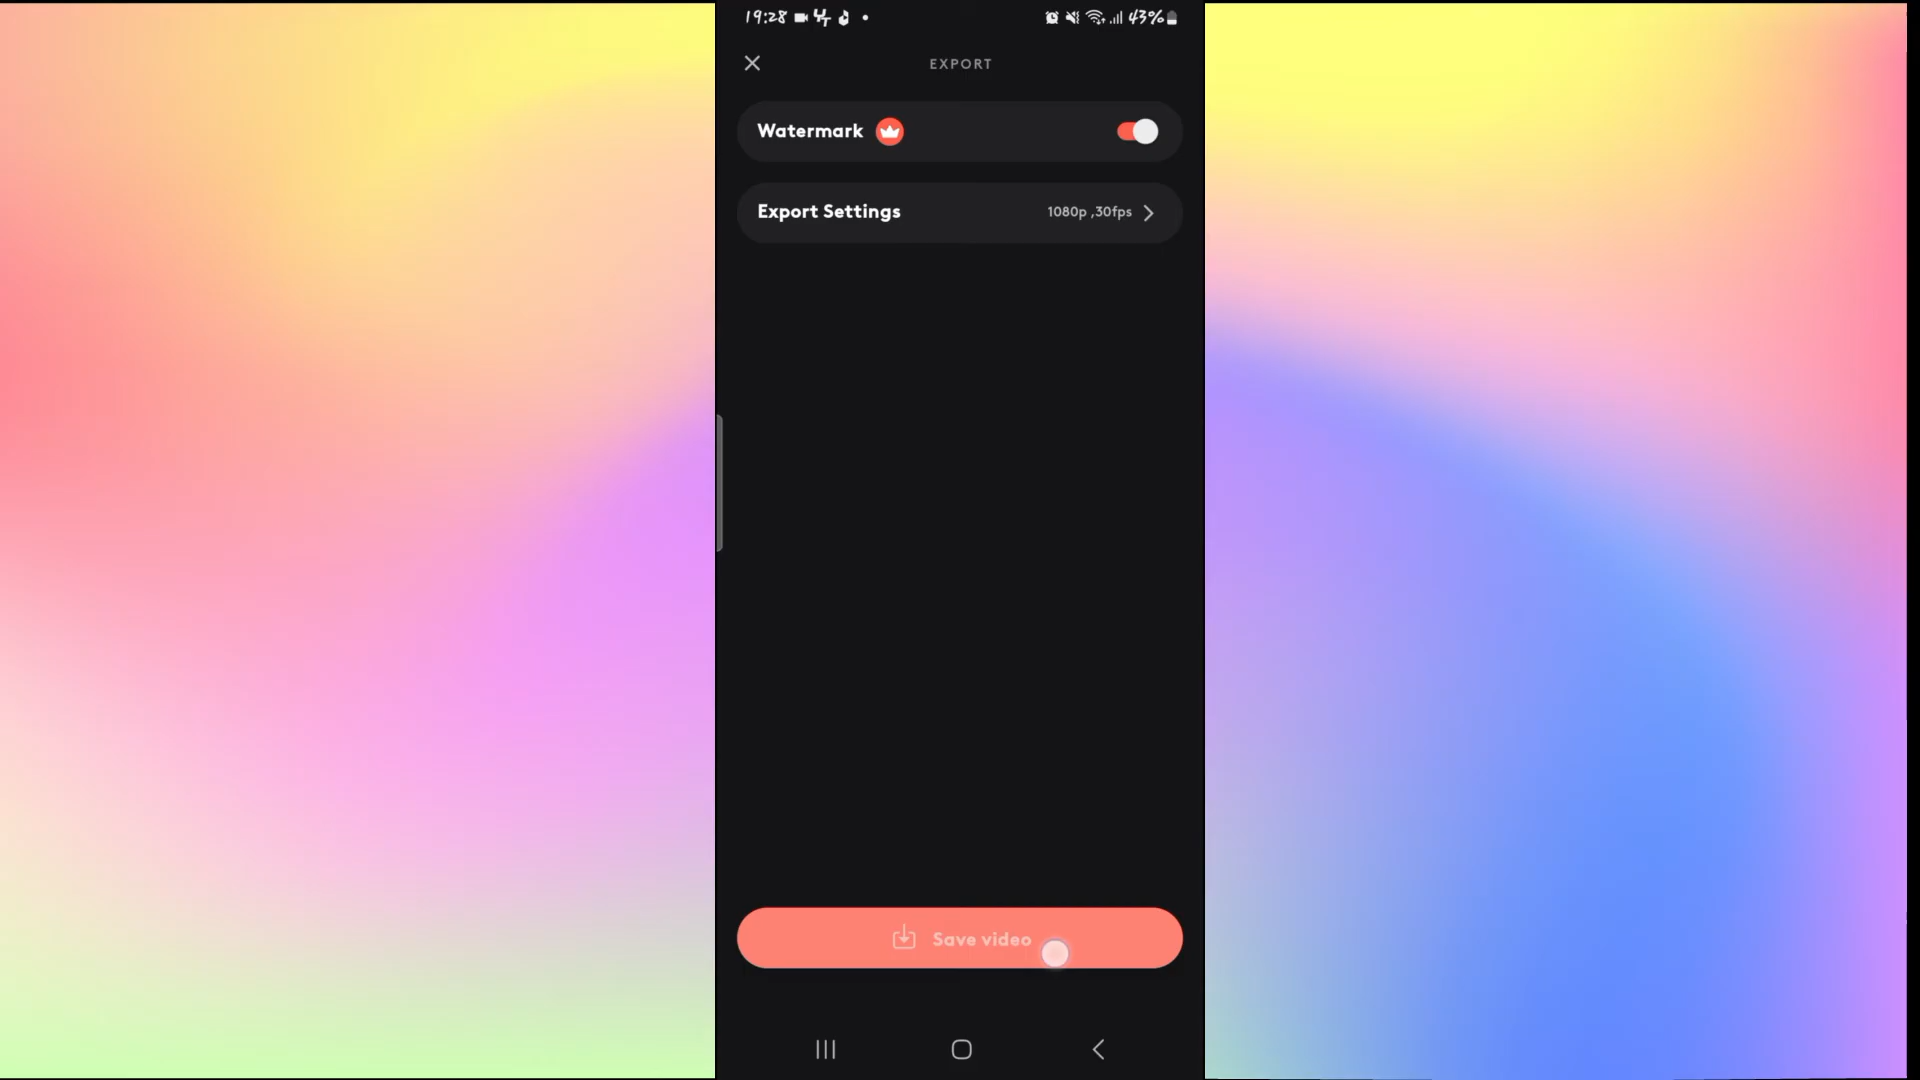 19:28
43%
EXPORT
Watermark
Export Settings 1080p ,30fps
Save video